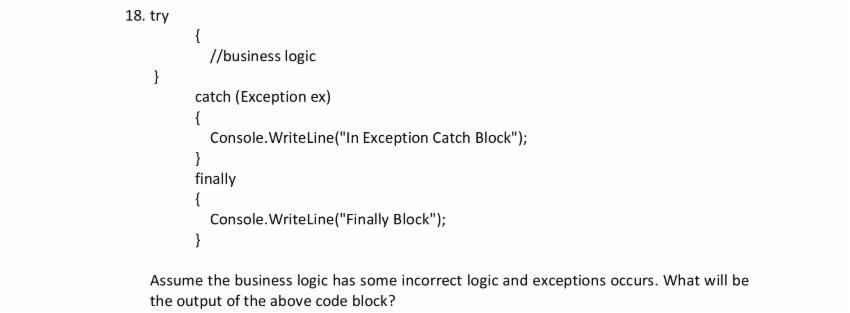 18. try
{
//business logic
}
catch (Exception ex)
{
Console.WriteLine("In Exception Catch Block");
}
finally
{
Console.WriteLine("Finally Block");
}
Assume the business logic has some incorrect logic and exceptions occurs. What will be
the output of the above code block?